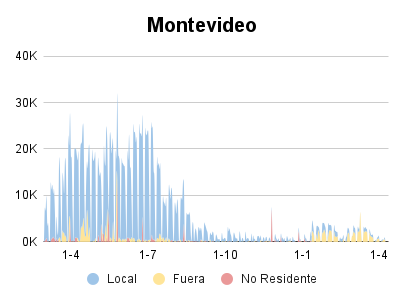 Montevideo
40K
30K
20K
10K
0K
1-4 1-7 1-10 1-1 1-4
Local Fuera No Residente